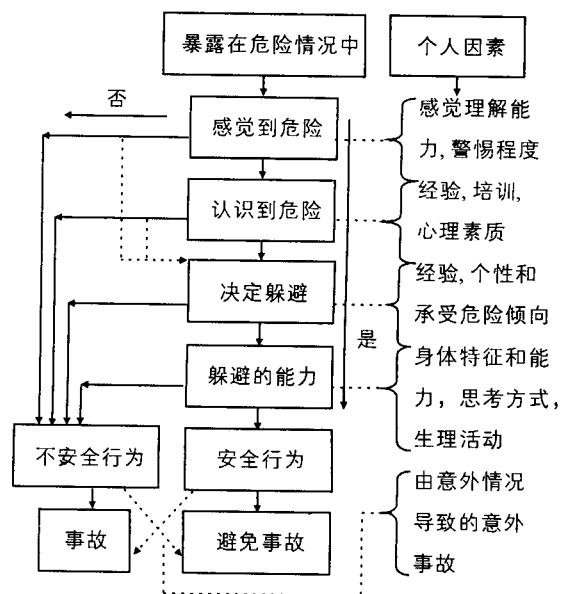 暴露在危险情况中
个人因素
否
感觉到危险
感觉理解能
力,警惕程度
认识到危险
经验,培训,
心理素质
决定躲避
经验,个性和
承受危险倾向
是
躲避的能力
身体特征和能
力，思考方式，
生理活动
不安全行为
安全行为
由意外情况
导致的意外
事故
事故
避免事故